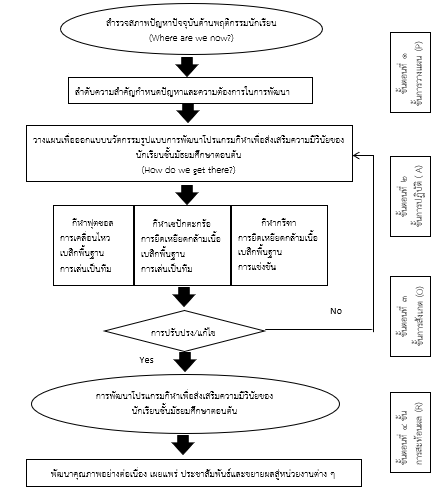 สำรวจสภาพปัญหาปัจจุบันด้านพฤติกรรมนักเรียน
(Where are we now?)
ลำดับความสำคัญกำหนดปัญหาและความต้องการในการพัฒนา
วางแผนเพื่อออกแบบนวัตกรรมรูปแบบการพัฒนาโปรแกรมกีฬาเพื่อส่งเสริมความมีวินัยของ
นักเรียนชั้นมัธยมศึกษาตอนต้น
(How do we get there?)
กีฬาฟุตซอล
การเคลื่อนไหว
เบสิกพื้นฐาน
การเล่นเป็นทีม
กีฬาเซปักตะกร้อ
การยืดเหยียดกล้ามเนื้อ
เบสิกพื้นฐาน
การเล่นเป็นทีม
กีฬากรีฑา
การยืดเหยียดกล้ามเนื้อ
เบสิกพื้นฐาน
การแข่งขัน
การปรับปรุง/แก้ไข
No
Yes
การพัฒนาโปรแกรมกีฬาเพื่อส่งเสริมความมีวินัยของ
นักเรียนชั้นมัธยมศึกษาตอนต้น
พัฒนาคุณภาพอย่างต่อเนื่อง เผยแพร่ ประชาสัมพันธ์และขยายผลสู่หน่วยงานต่าง ๆ
ขั้นตอนที่ ๑
ขั้นการวางแผน (P)
ขั้นตอนที่ ๒
ขั้นการปฏิบัติ (A)
ขั้นตอนที่ ๓
ขั้นการสังเกต (O)
ขั้นตอนที่ ๔ ขั้น
การสะท้อนผล (R)